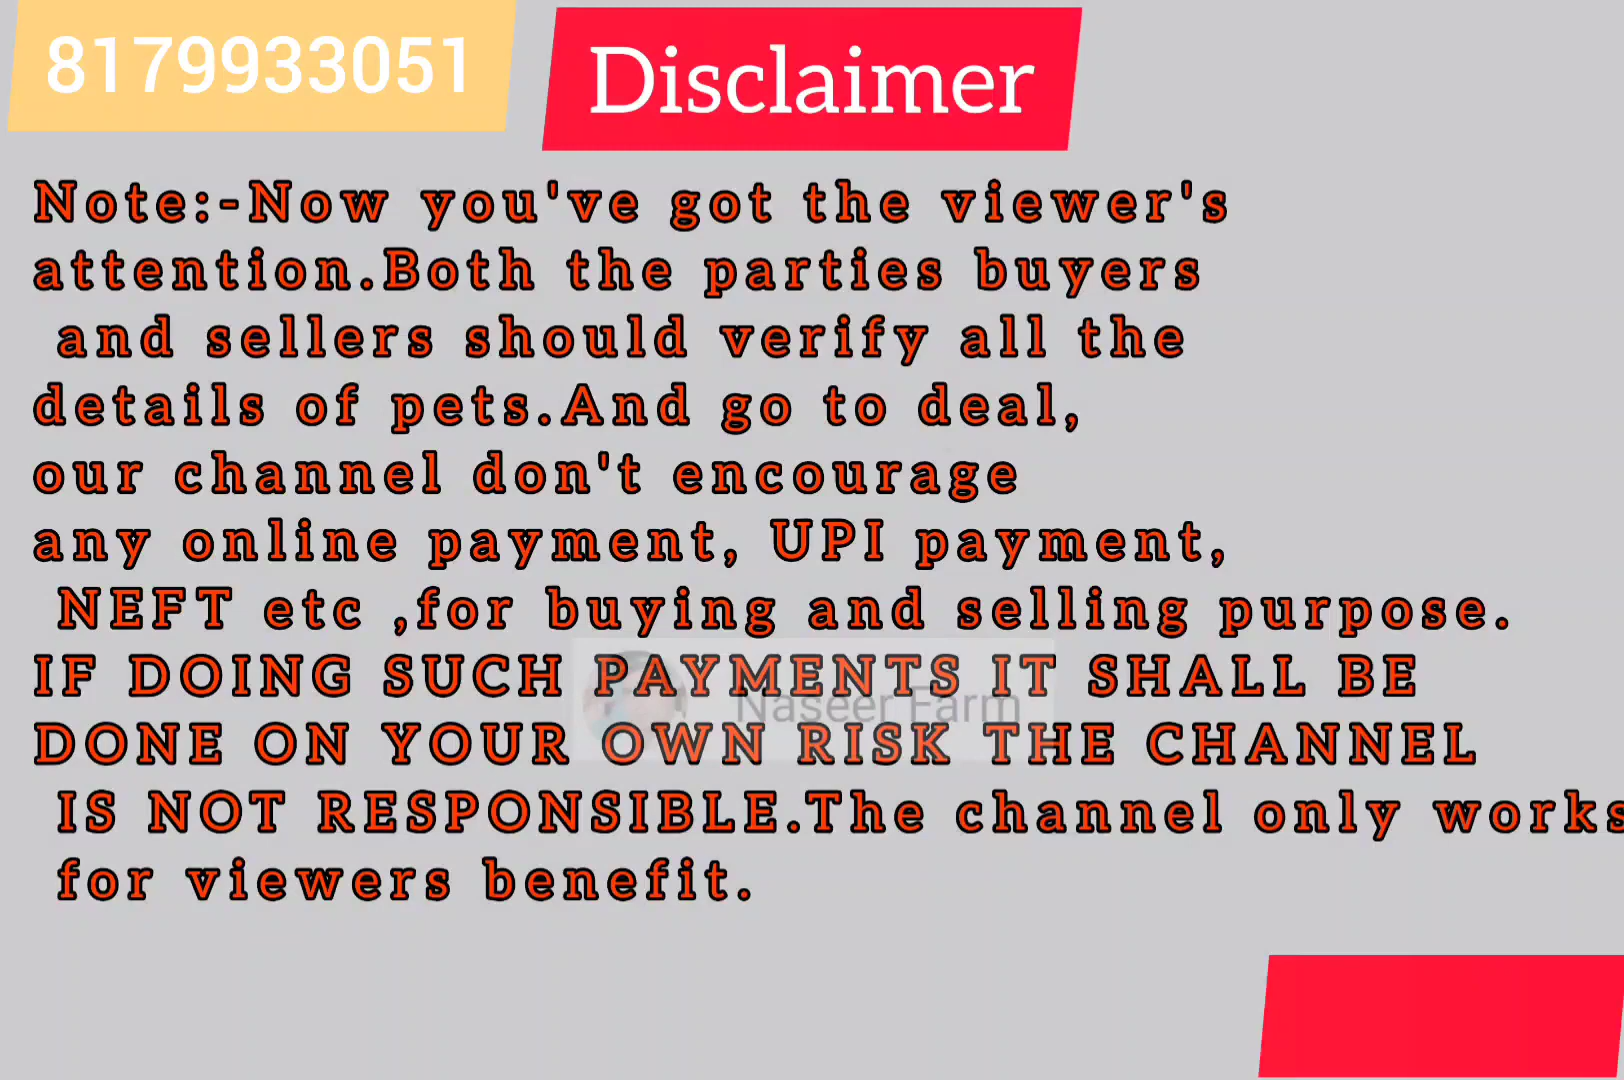 8179933051
Disclaimer
Note:-Now you've got the viewer's
attention.Both the parties buyers
and sellers should verify all the
details of pets.And go to deal,
our channel don't encourage
any online payment, UPI payment,
NEFT etc ,for buying and selling purpose.
IF DOING SUCH PAYMENTS IT SHALL BE
Naseer Farm
DONE ON YOUR OWN RISK THE CHANNEL
IS NOT RESPONSIBLE.The channel only works
for viewers benefit.